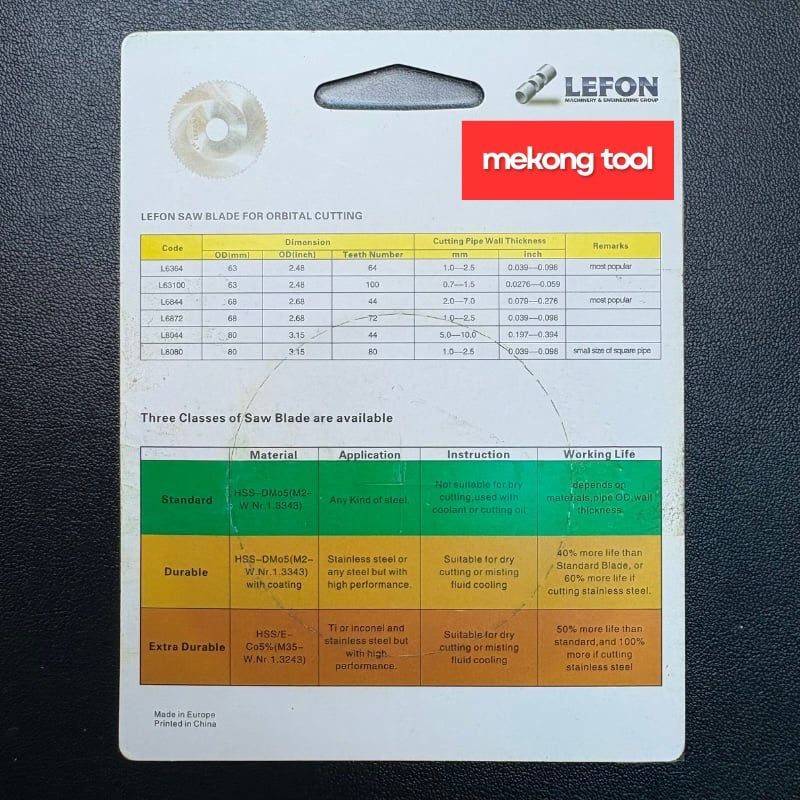 LEFON
MACHINERY & ENGINEERING GROUP
mekong tool
LEFON SAW BLADE FOR ORBITAL CUTTING
Code Dimension Cutting Pipe Wall Thickness Remarks
OD(mm) OD(inch) Teeth Number mm inch
L6364 63 2.48 64 1.0—2.5 0.039—0.098 most popular
L63100 63 2.48 100 0.7—1.5 0.0276—0.059
L6844 68 2.68 44 2.0—7.0 0.079—0.276 most popular
L6872 68 2.68 72 1.0—2.5 0.039—0.098
L8044 80 3.15 44 5.0—10.0 0.197—0.394
L8080 80 3.15 80 1.0—2.5 0.039—0.098 small size of square pipe
Three Classes of Saw Blade are available
Material Application Instruction Working Life
Standard
HSS-DMo5(M2-
W.Nr.1.3343)
Any Kind of steel.
Not suitable for dry
cutting,used with
coolant or cutting oil
depends on
materials,pipe OD,wall
thickness.
Durable
HSS-DMo5(M2-
W.Nr.1.3343)
with coating
Stainless steel or
any steel but with
high performance.
Suitable for dry
cutting or misting
fluid cooling
40% more life than
Standard Blade, or
60% more life if
cutting stainless steel.
Extra Durable
HSS/E-
Co5%(M35-
W.Nr.1.3243)
Ti or inconel and
stainless steel but
with high
performance.
Suitable for dry
cutting or misting
fluid cooling
50% more life than
standard,and 100%
more if cutting
stainless steel
Made in Europe
Printed in China